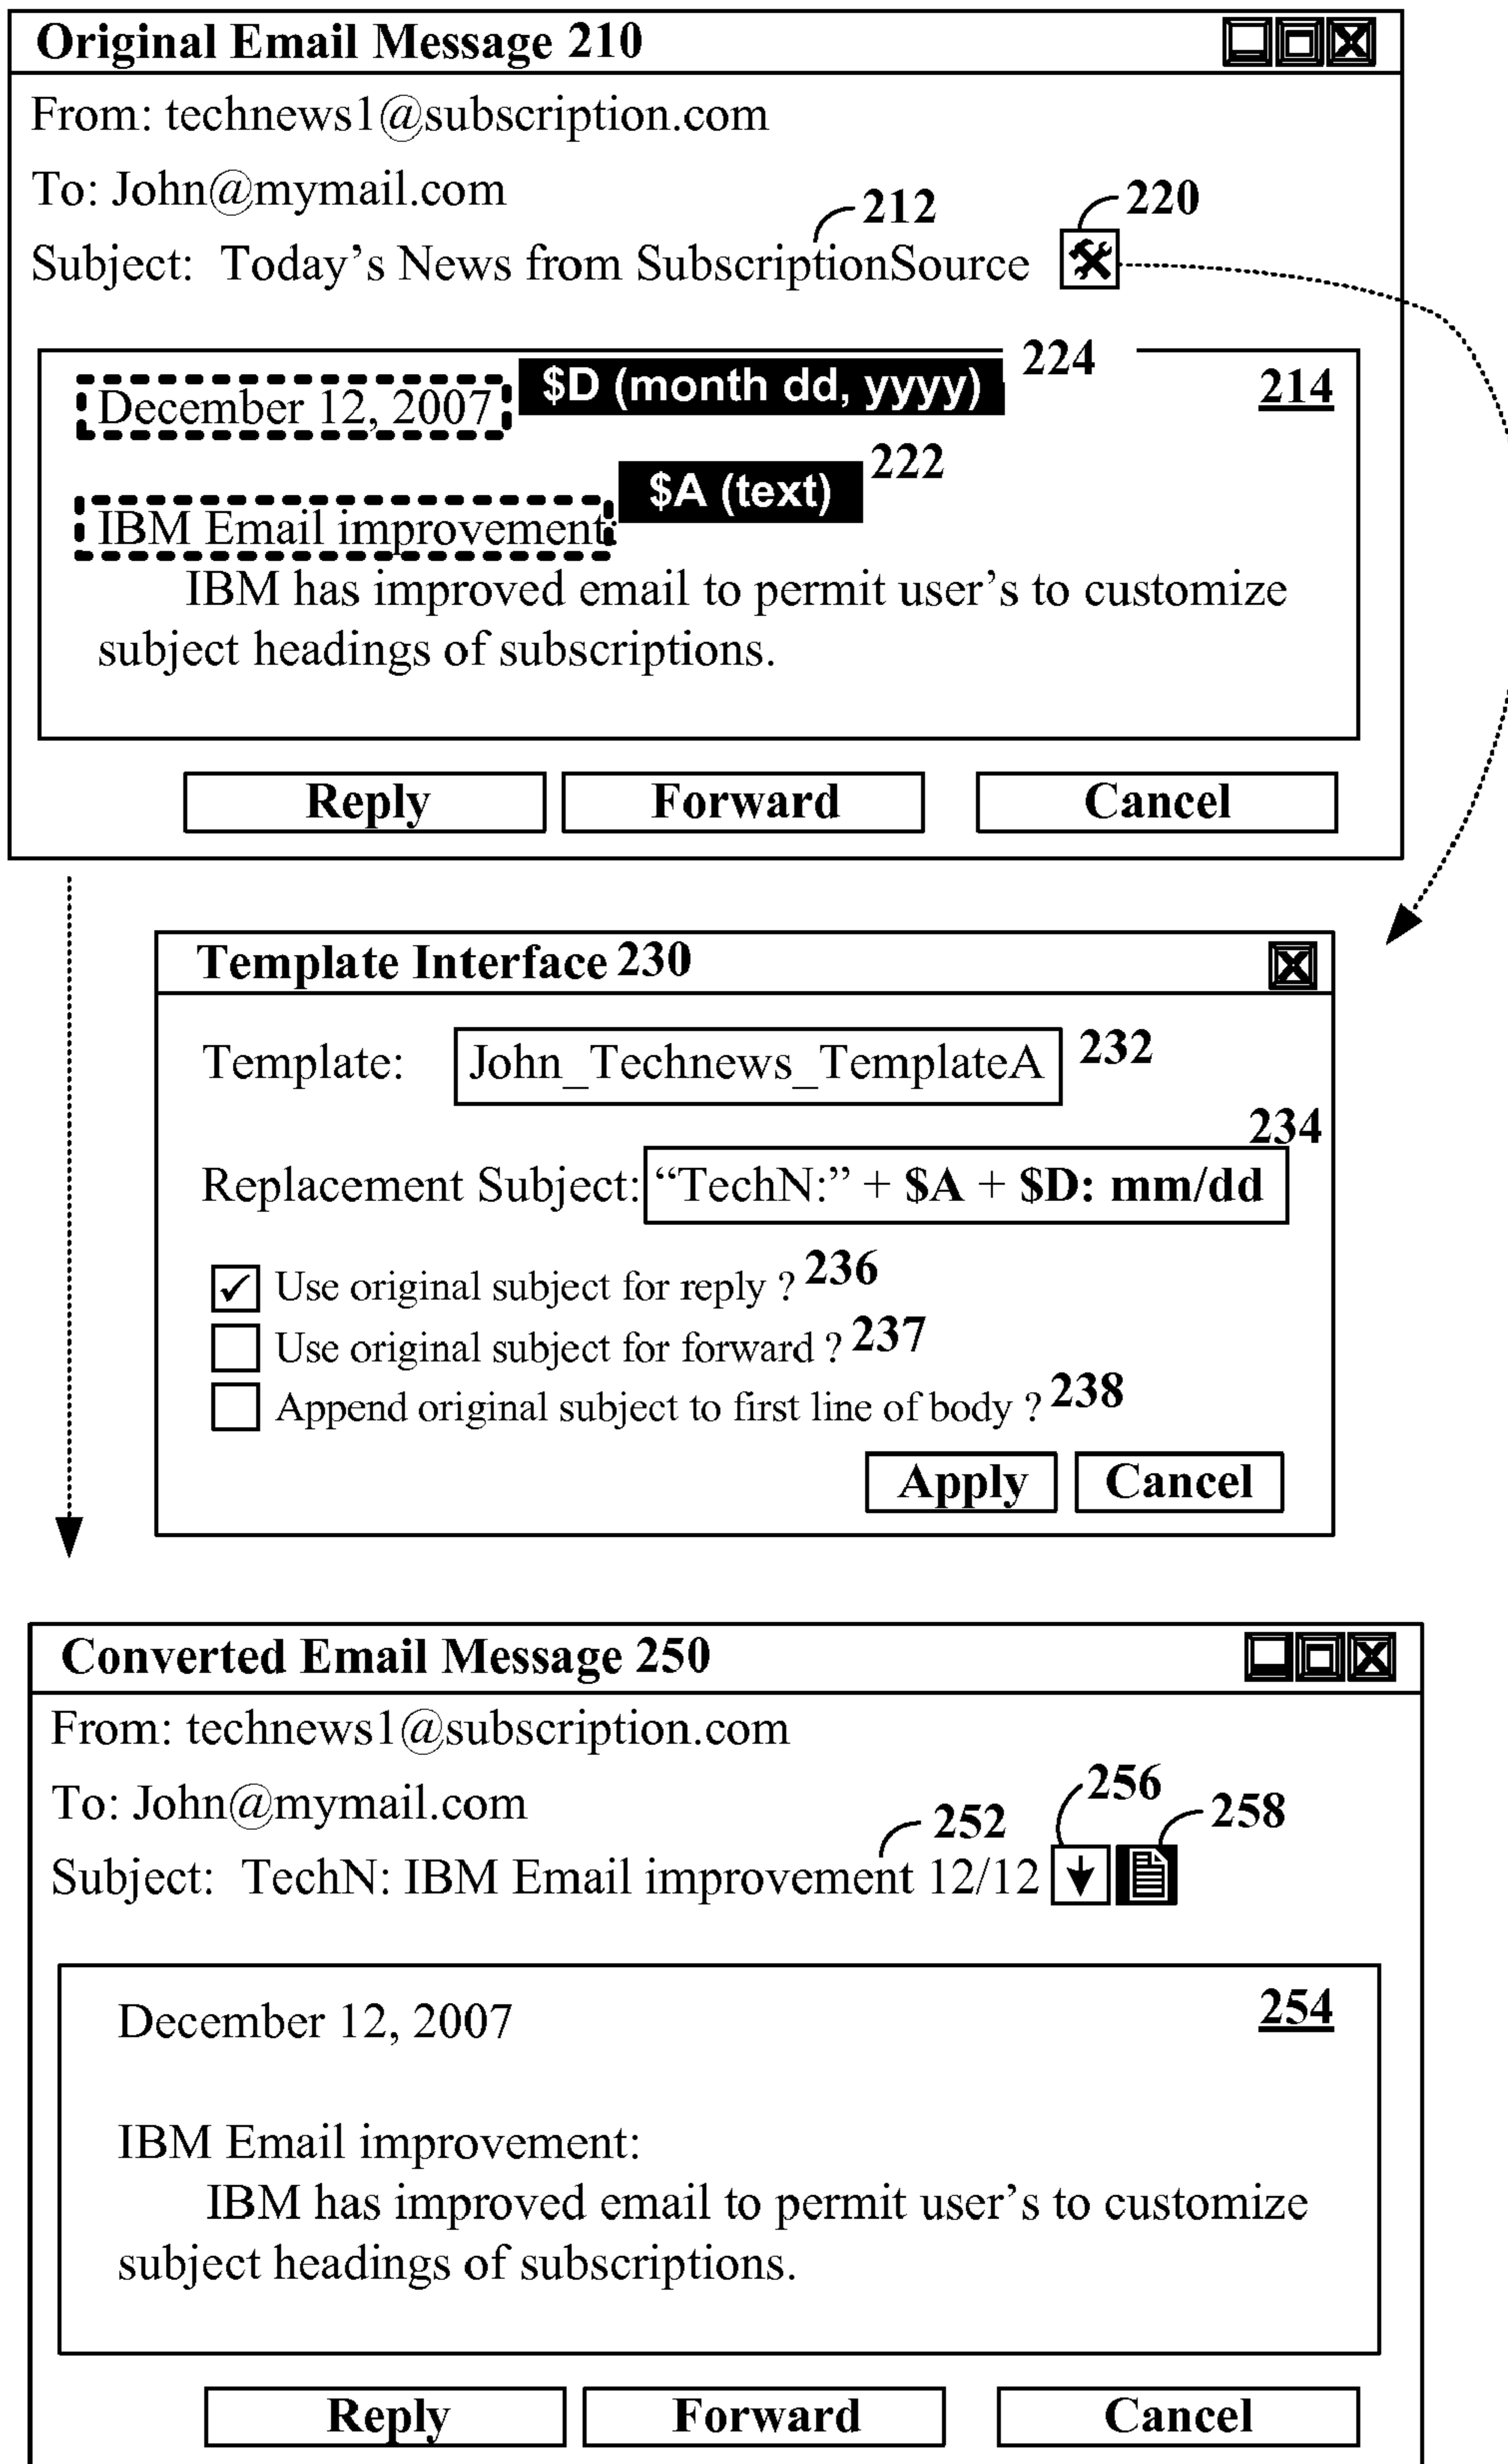 Original Email Message 210
From: technews1@subscription.com
To: John@mymail.com
212
220
Subject: Today's News from SubscriptionSource
224
$D (month dd, yyyy)
214
December 12, 2007
222
$A (text)
IBM Email improvement:
IBM has improved email to permit user's to customize
subject headings of subscriptions.
Reply Forward Cancel
Template Interface 230
Template: John_Technews_TemplateA 232
234
Replacement Subject: “TechN:” + $A + $D: mm/dd
✓ Use original subject for reply ? 236
Use original subject for forward ? 237
Append original subject to first line of body ? 238
Apply Cancel
Converted Email Message 250
From: technews1@subscription.com
256
To: John@mymail.com
252
258
Subject: TechN: IBM Email improvement 12/12
254
December 12, 2007
IBM Email improvement:
IBM has improved email to permit user's to customize
subject headings of subscriptions.
Reply Forward Cancel